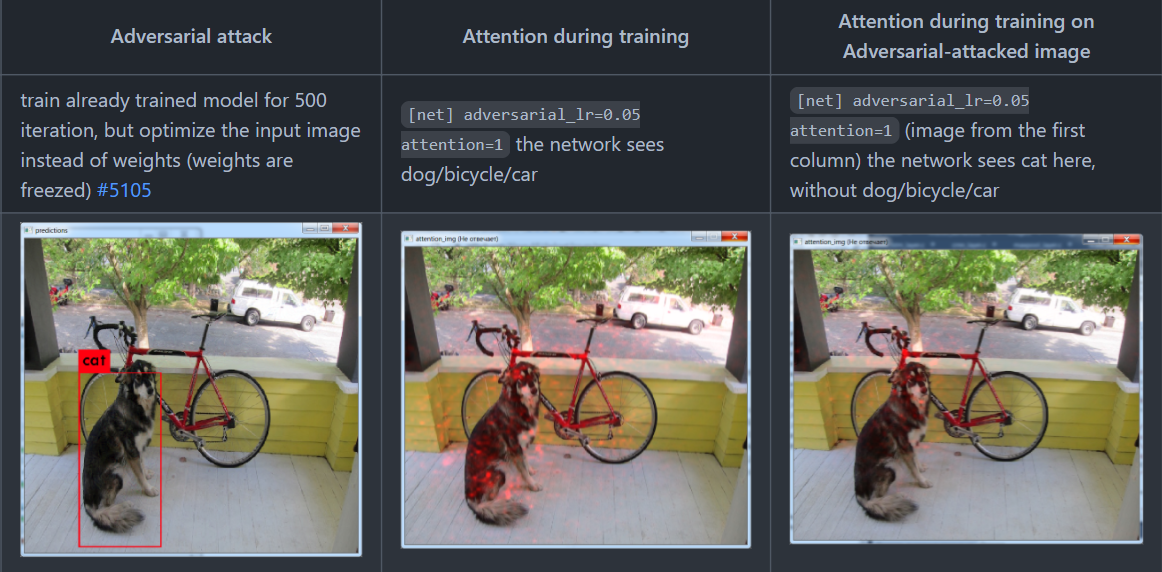 Adversarial attack
Attention during training
Attention during training on
Adversarial-attacked image
train already trained model for 500
iteration, but optimize the input image
instead of weights (weights are
freezed) #5105
[net] adversarial_lr=0.05
attention=1 the network sees
dog/bicycle/car
[net] adversarial_lr=0.05
attention=1 (image from the first
column) the network sees cat here,
without dog/bicycle/car
predictions
cat
attention_img (Не отвечает)
attention_img (Не отвечает)